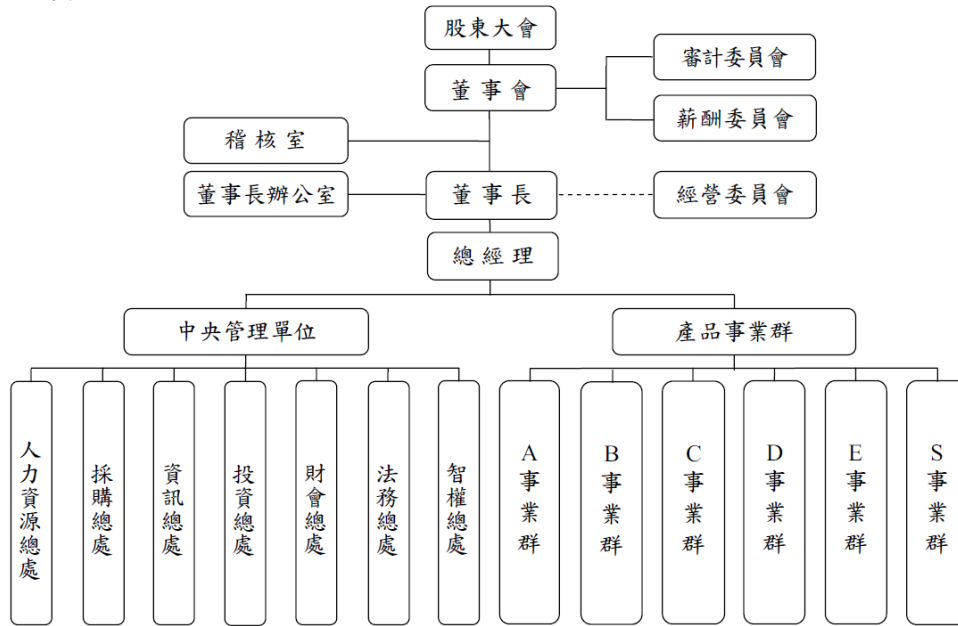 股東大會
董事會
審計委員會
薪酬委員會
稽核室
董事長辦公室
董事長
經營委員會
總經理
中央管理單位
產品事業群
人力資源總處
採購總處
資訊總處
投資總處
財會總處
法務總處
智權總處
A事業群
B事業群
C事業群
D事業群
E事業群
S事業群